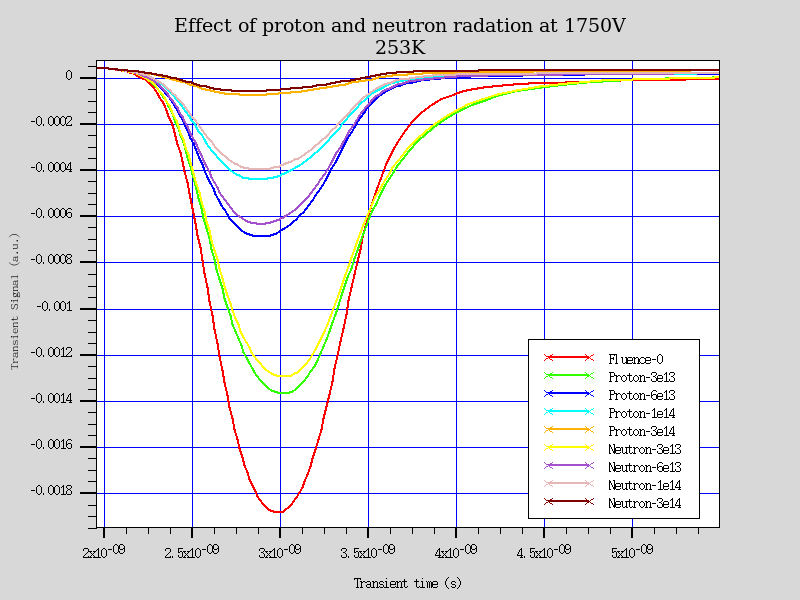 Effect of proton and neutron radation at 1750V
253K
0
-0.0002
-0.0004
-0.0006
-0.0008
-0.001
-0.0012
-0.0014
-0.0016
-0.0018
Transient Signal (a.u.)
Fluence-0
Proton-3e13
Proton-6e13
Proton-1e14
Proton-3e14
Neutron-3e13
Neutron-6e13
Neutron-1e14
Neutron-3e14
2x10-09 2.5x10-09 3x10-09 3.5x10-09 4x10-09 4.5x10-09 5x10-09
Transient time (s)